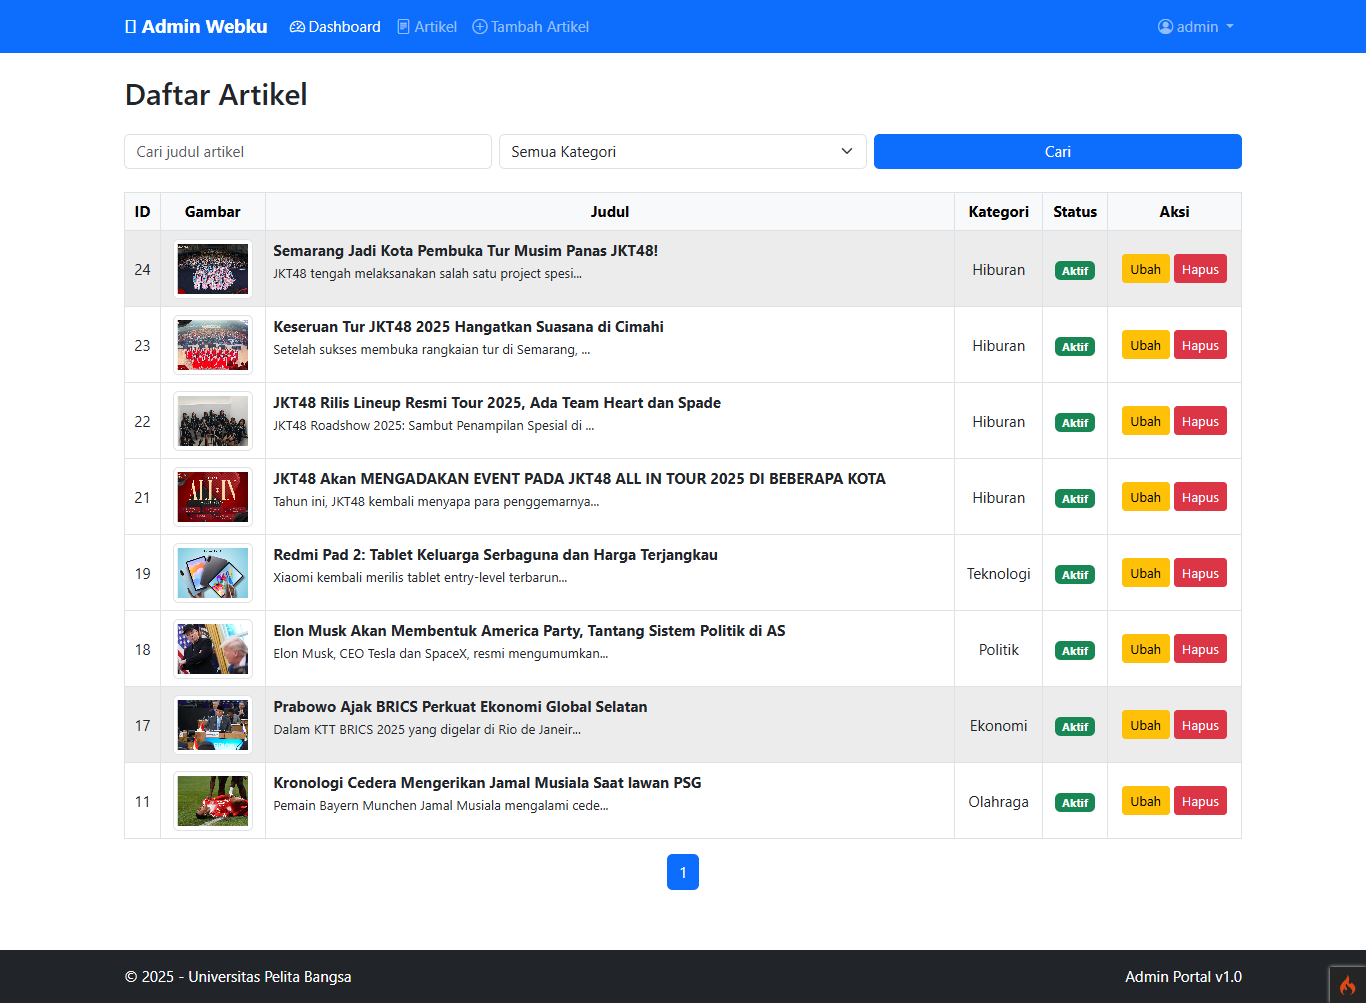 Admin Webku Dashboard Artikel Tambah Artikel admin
Daftar Artikel
Cari judul artikel Semua Kategori Cari
ID Gambar Judul Kategori Status Aksi
24 Semarang Jadi Kota Pembuka Tur Musim Panas JKT48! Hiburan Aktif Ubah Hapus
JKT48 tengah melaksanakan salah satu project spesi...
23 Keseruan Tur JKT48 2025 Hangatkan Suasana di Cimahi Hiburan Aktif Ubah Hapus
Setelah sukses membuka rangkaian tur di Semarang, ...
22 JKT48 Rilis Lineup Resmi Tour 2025, Ada Team Heart dan Spade Hiburan Aktif Ubah Hapus
JKT48 Roadshow 2025: Sambut Penampilan Spesial di ...
21 ALL IN JKT48 Akan MENGADAKAN EVENT PADA JKT48 ALL IN TOUR 2025 DI BEBERAPA KOTA Hiburan Aktif Ubah Hapus
Tahun ini, JKT48 kembali menyapa para penggemarnya...
19 Redmi Pad 2: Tablet Keluarga Serbaguna dan Harga Terjangkau Teknologi Aktif Ubah Hapus
Xiaomi kembali merilis tablet entry-level terbarun...
18 Elon Musk Akan Membentuk America Party, Tantang Sistem Politik di AS Politik Aktif Ubah Hapus
Elon Musk, CEO Tesla dan SpaceX, resmi mengumumkan...
17 Prabowo Ajak BRICS Perkuat Ekonomi Global Selatan Ekonomi Aktif Ubah Hapus
Dalam KTT BRICS 2025 yang digelar di Rio de Janeir...
11 Kronologi Cedera Mengerikan Jamal Musiala Saat lawan PSG Olahraga Aktif Ubah Hapus
Pemain Bayern Munchen Jamal Musiala mengalami cede...
1
© 2025 - Universitas Pelita Bangsa Admin Portal v1.0